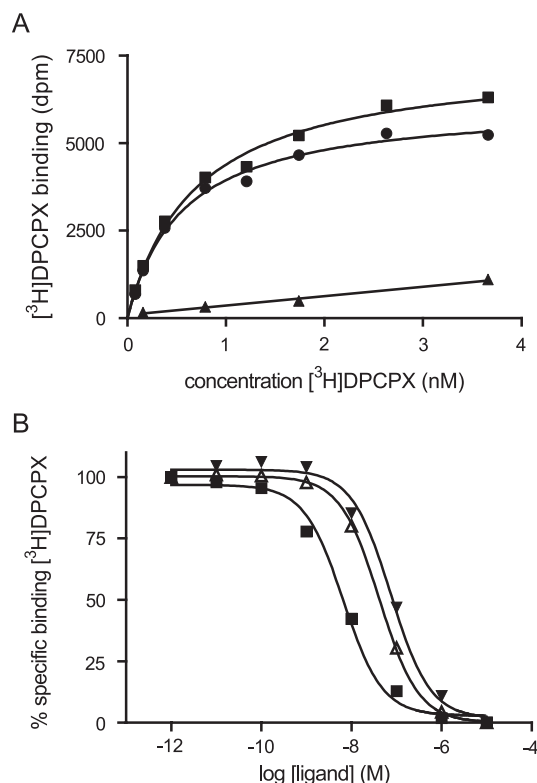 A
7500
5000
2500
0
[³H]DPCPX binding (dpm)
0 1 2 3 4
concentration [³H]DPCPX (nM)
B
100
75
50
25
0
% specific binding [³H]DPCPX
-12 -10 -8 -6 -4
log [ligand] (M)